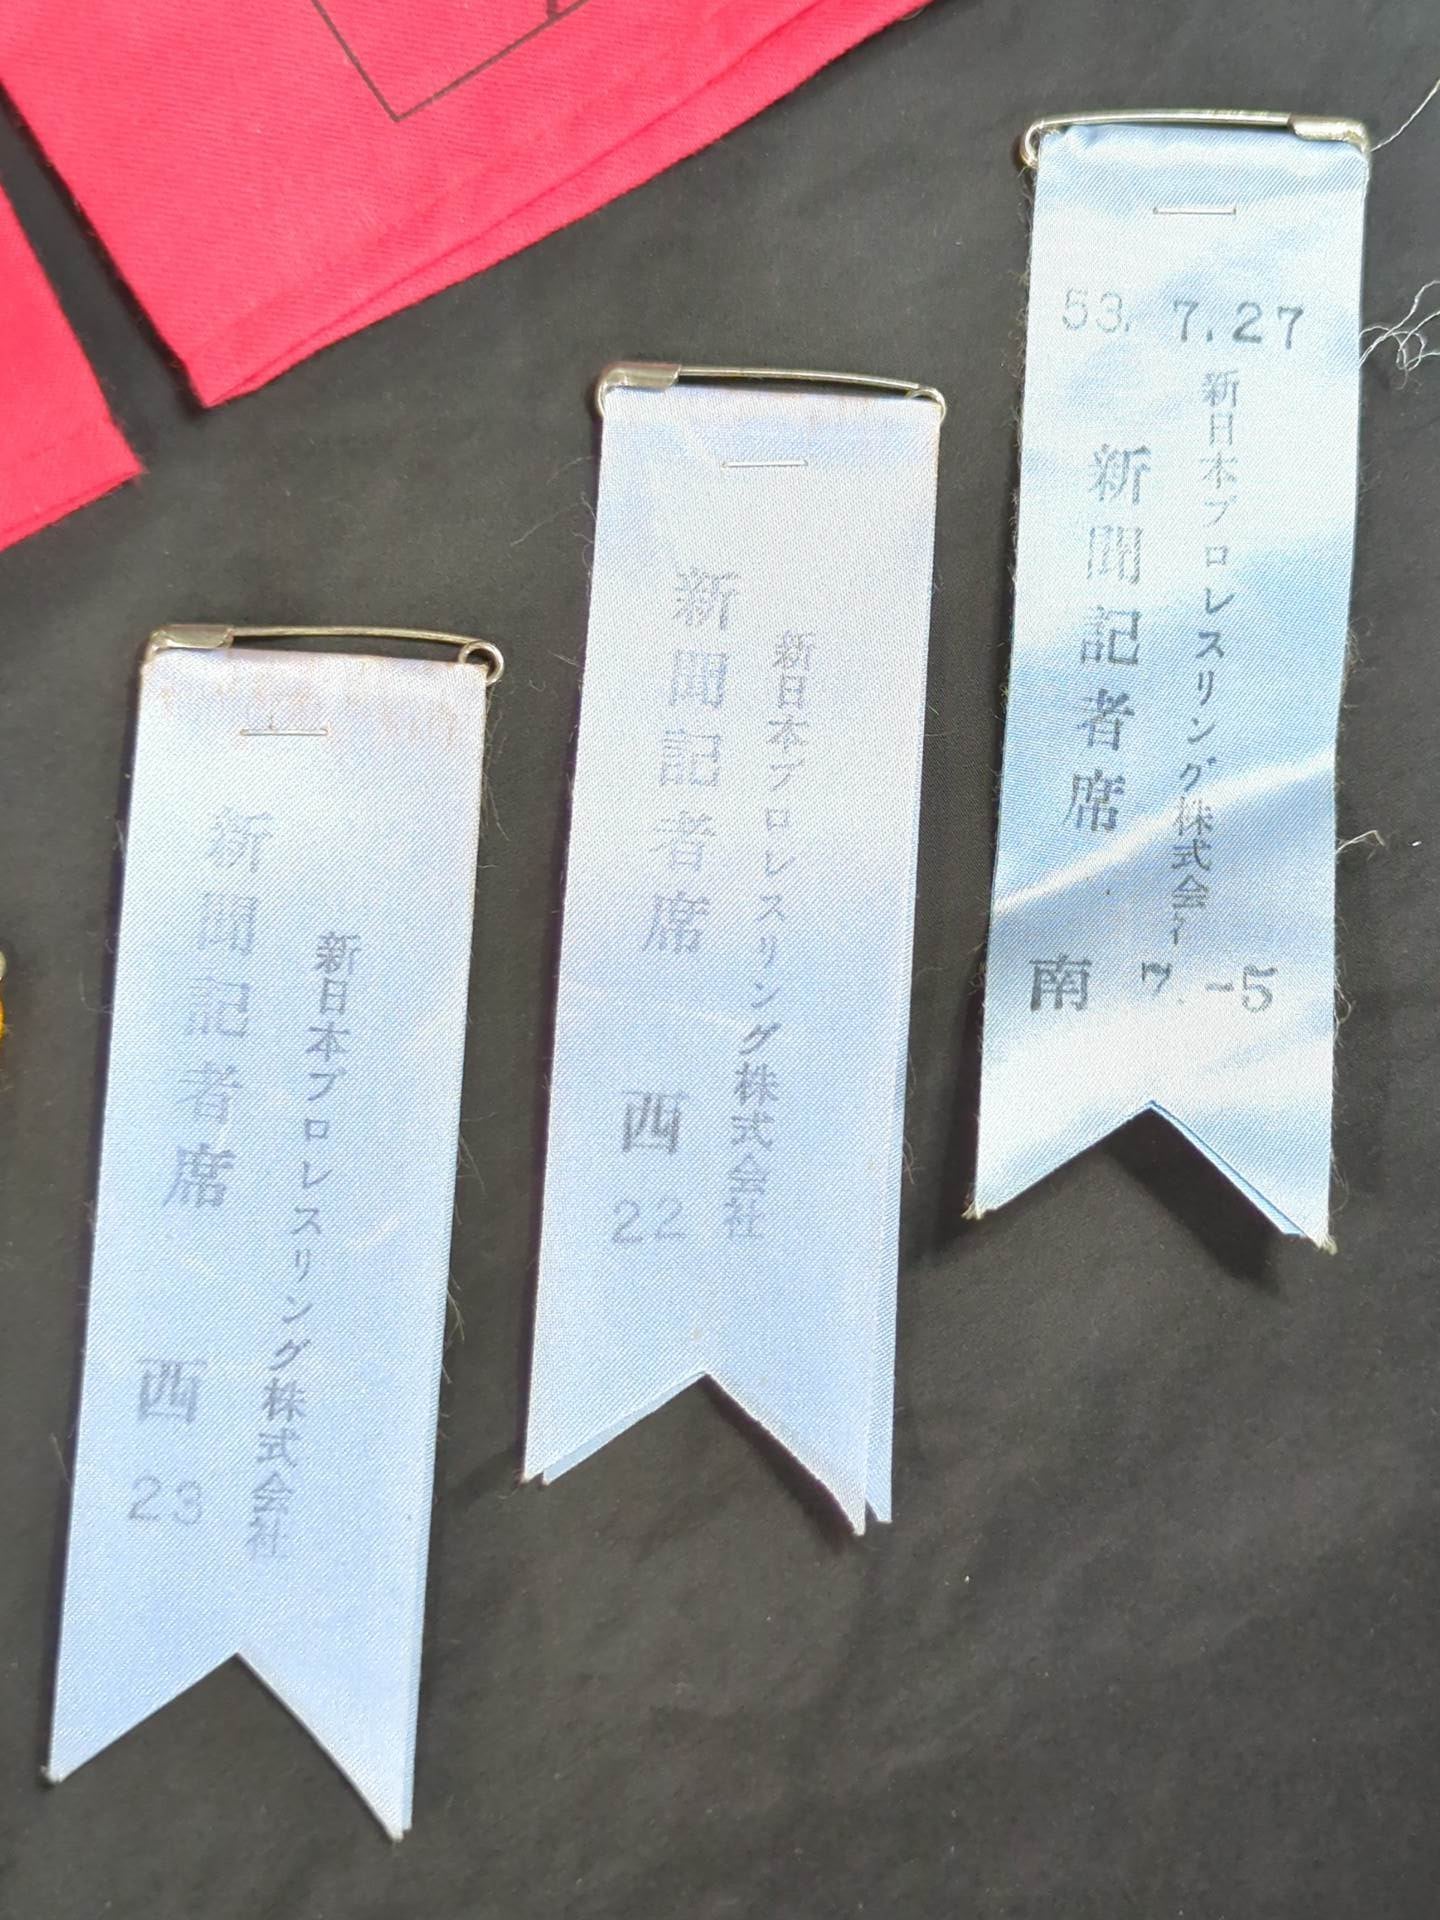 新日本プロレスリング株式会社
新聞記者席
西
23
新日本プロレスリング株式会社
新聞記者席
西
22
53. 7.27
新日本プロレスリング株式会
新聞記者席
南 7.-5